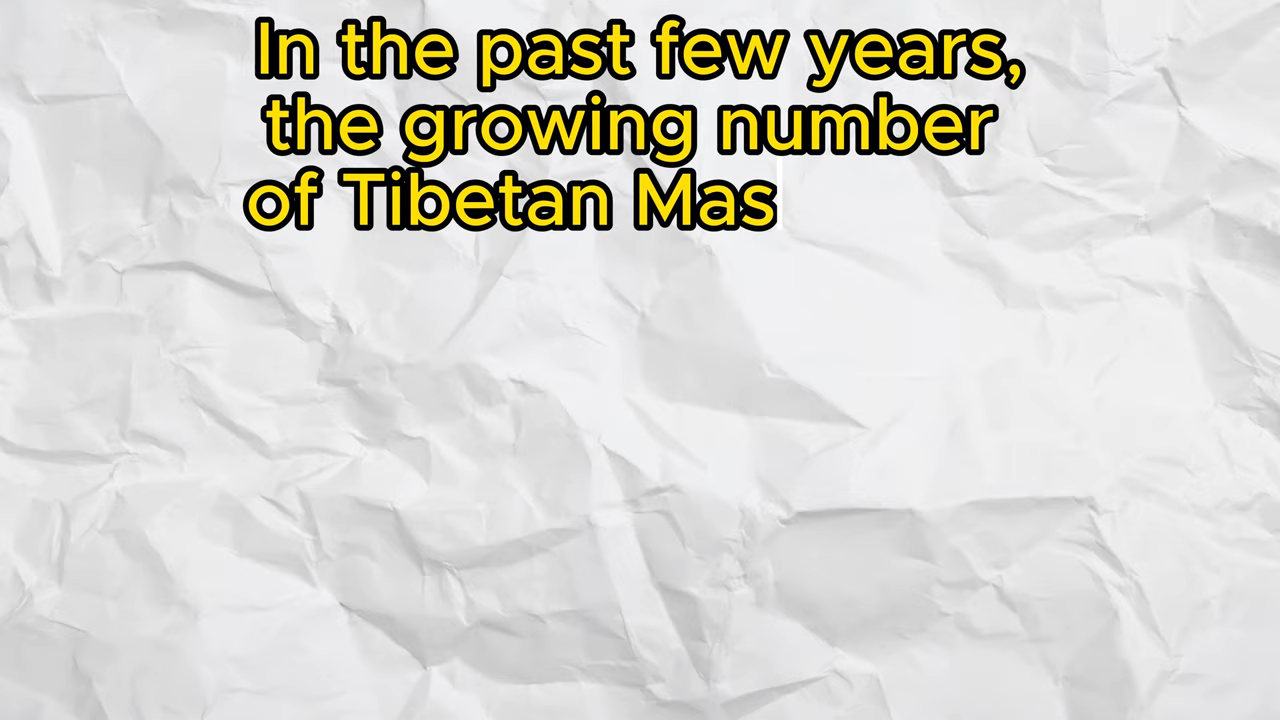 In the past few years,
the growing number
of Tibetan Mas